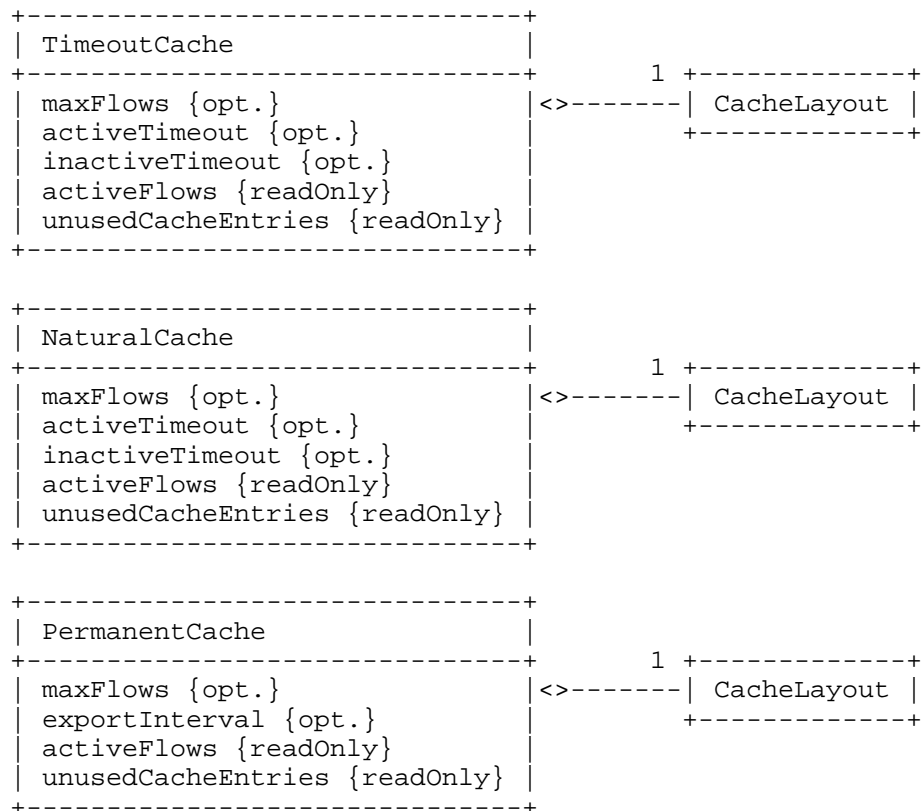 TimeoutCache
1
maxFlows {opt.} <>-------| CacheLayout |
activeTimeout {opt.}
inactiveTimeout {opt.}
activeFlows {readOnly}
unusedCacheEntries {readOnly}
NaturalCache
1
maxFlows {opt.} <>-------| CacheLayout |
activeTimeout {opt.}
inactiveTimeout {opt.}
activeFlows {readOnly}
unusedCacheEntries {readOnly}
PermanentCache
1
maxFlows {opt.} <>-------| CacheLayout |
exportInterval {opt.}
activeFlows {readOnly}
unusedCacheEntries {readOnly}